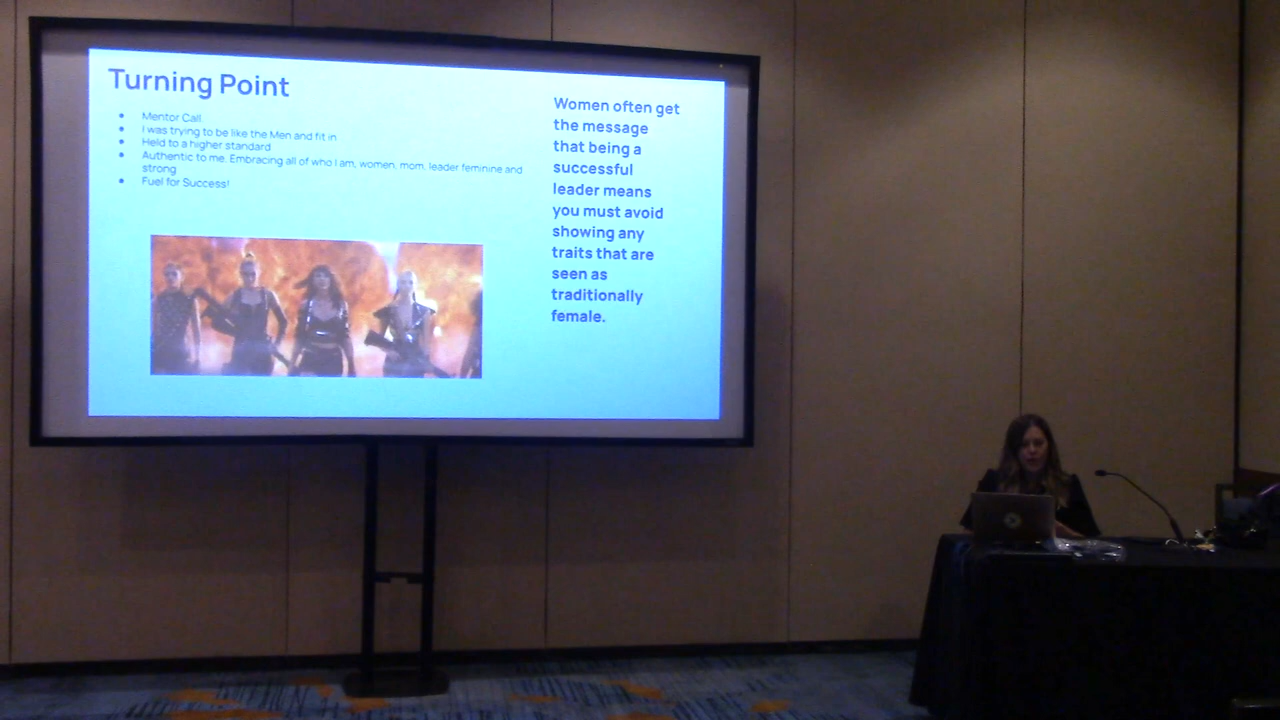 Turning Point
Mentor Call
I was trying to be like the Men and fit in
Held to a higher standard
Authentic to me. Embracing all of who I am, women, mom, leader feminine and
strong
Fuel for Success!
Women often get
the message
that being a
successful
leader means
you must avoid
showing any
traits that are
seen as
traditionally
female.